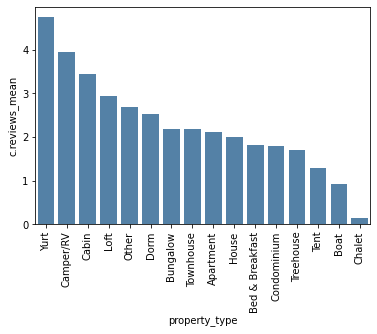 c.reviews_mean
4
3
2
1
0
Yurt
Camper/RV
Cabin
Loft
Other
Dorm
Bungalow
Townhouse
Apartment
House
Bed & Breakfast
Condominium
Treehouse
Tent
Boat
Chalet
property_type